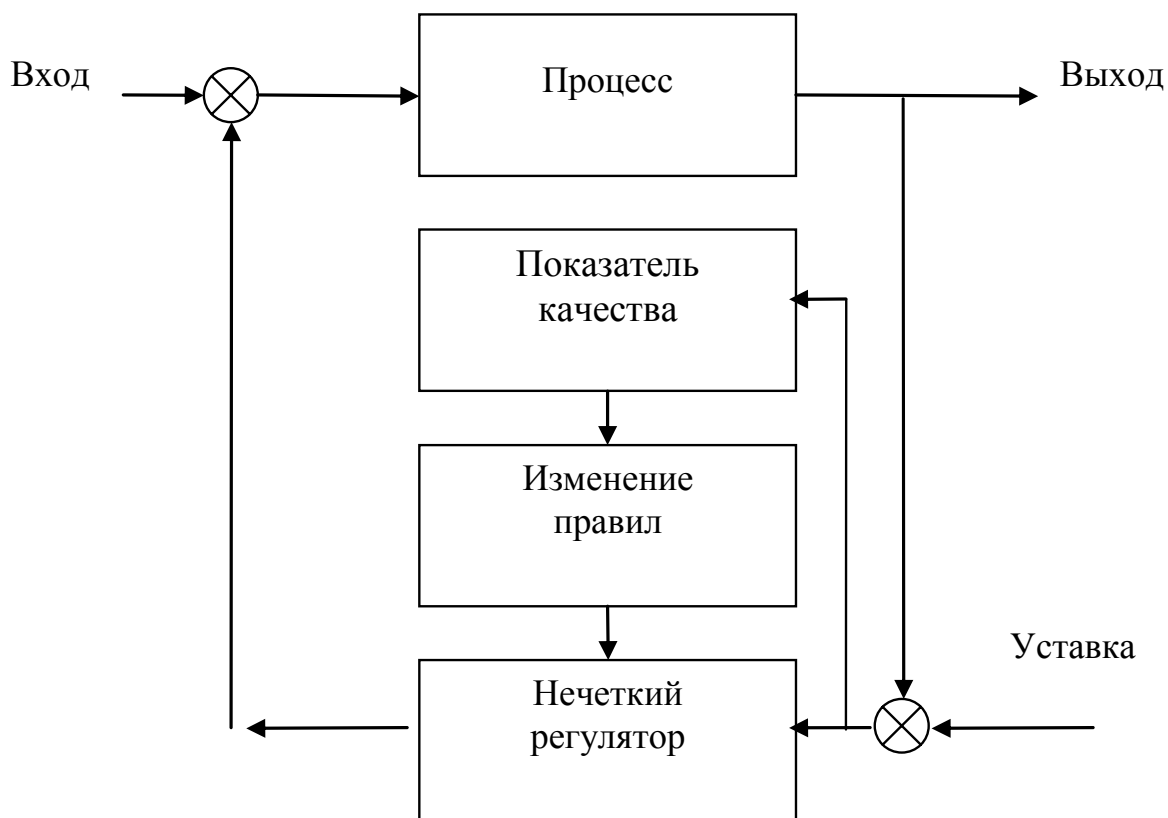 Вход
Процесс
Выход
Показатель
качества
Изменение
правил
Уставка
Нечеткий
регулятор